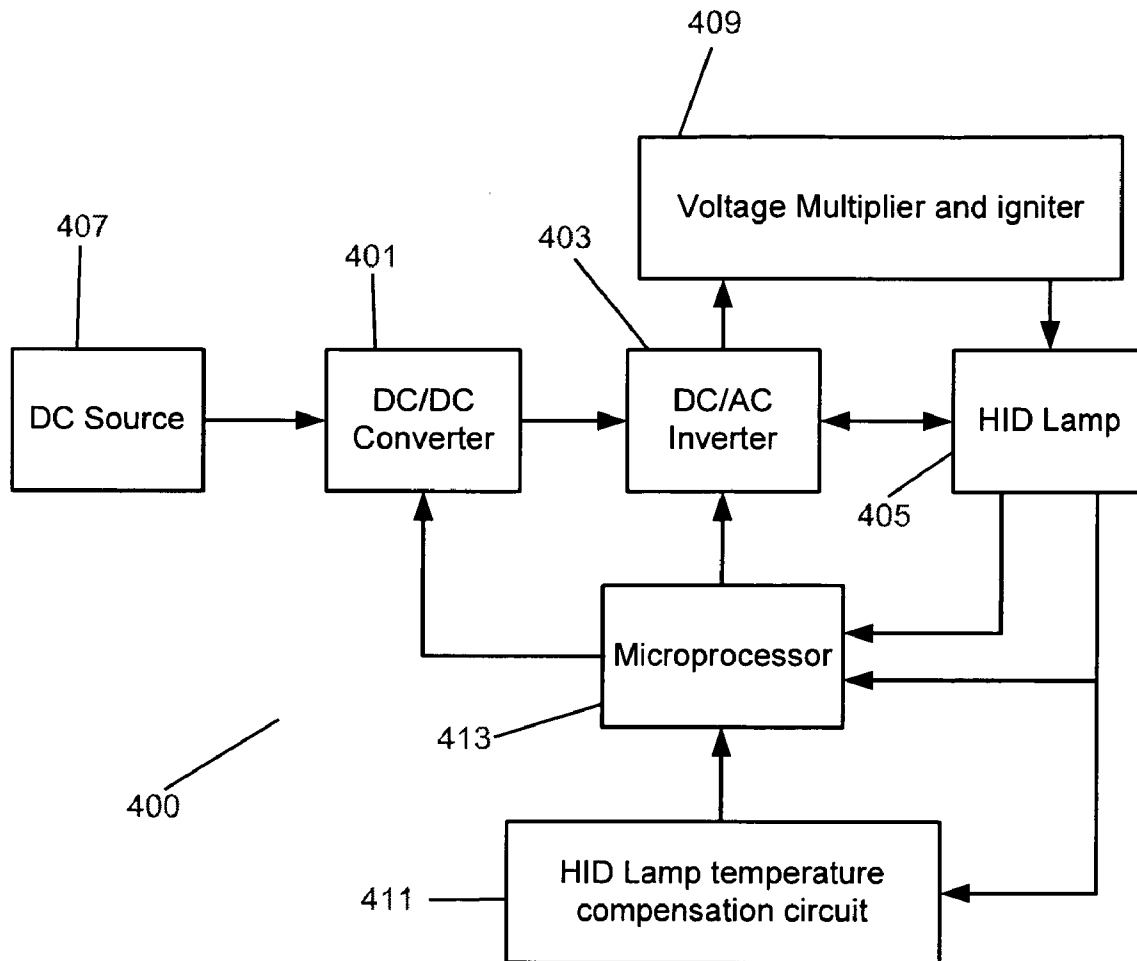 409
Voltage Multiplier and igniter
407
401
403
DC Source
DC/DC
Converter
DC/AC
Inverter
HID Lamp
405
Microprocessor
413
400
HID Lamp temperature
compensation circuit
411